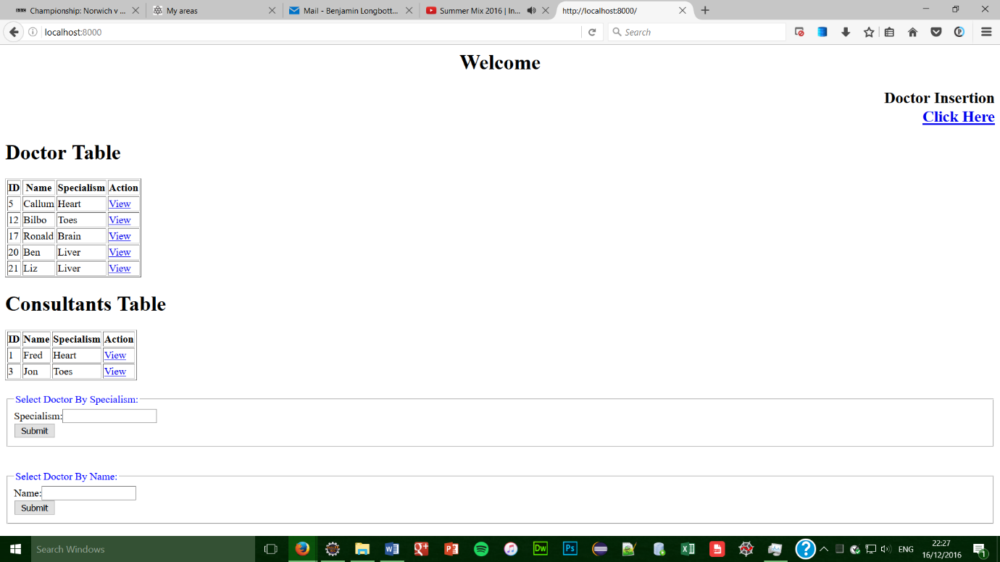 Championship: Norwich v ...
My areas
Mail - Benjamin Longbott...
Summer Mix 2016 | In...
http://localhost:8000/
localhost:8000
Search
Welcome
Doctor Insertion
Click Here
Doctor Table
ID Name Specialism Action
5 Callum Heart View
12 Bilbo Toes View
17 Ronald Brain View
20 Ben Liver View
21 Liz Liver View
Consultants Table
ID Name Specialism Action
1 Fred Heart View
3 Jon Toes View
Select Doctor By Specialism:
Specialism:
Submit
Select Doctor By Name:
Name:
Submit
Search Windows
ENG
22:27
16/12/2016